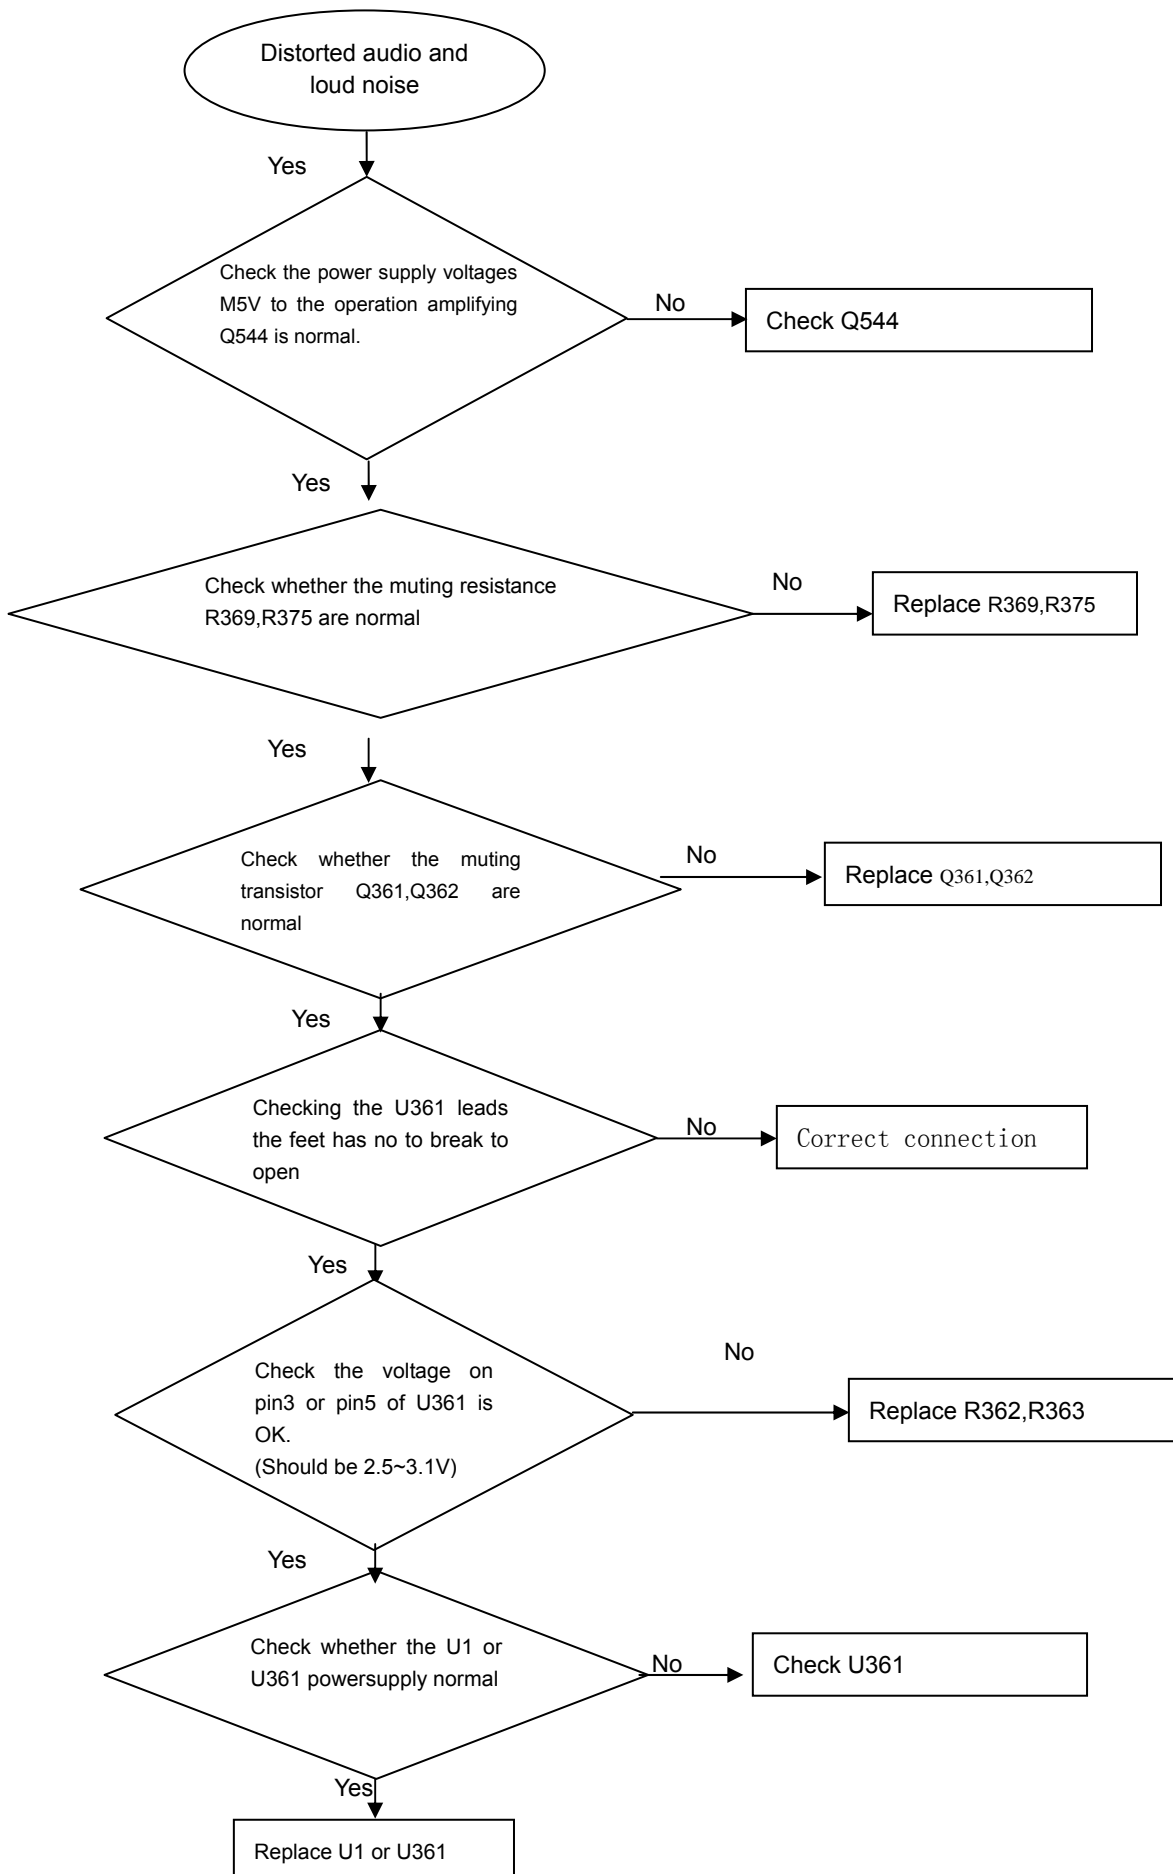 Distorted audio and
loud noise
Yes
Check the power supply voltages
M5V to the operation amplifying
Q544 is normal.
No
Check Q544
Yes
Check whether the muting resistance
R369,R375 are normal
No
Replace R369,R375
Yes
Check whether the muting
transistor Q361,Q362 are
normal
No
Replace Q361,Q362
Yes
Checking the U361 leads
the feet has no to break to
open
No
Correct connection
Yes
Check the voltage on
pin3 or pin5 of U361 is
OK.
(Should be 2.5~3.1V)
No
Replace R362,R363
Yes
Check whether the U1 or
U361 powersupply normal
No
Check U361
Yes
Replace U1 or U361